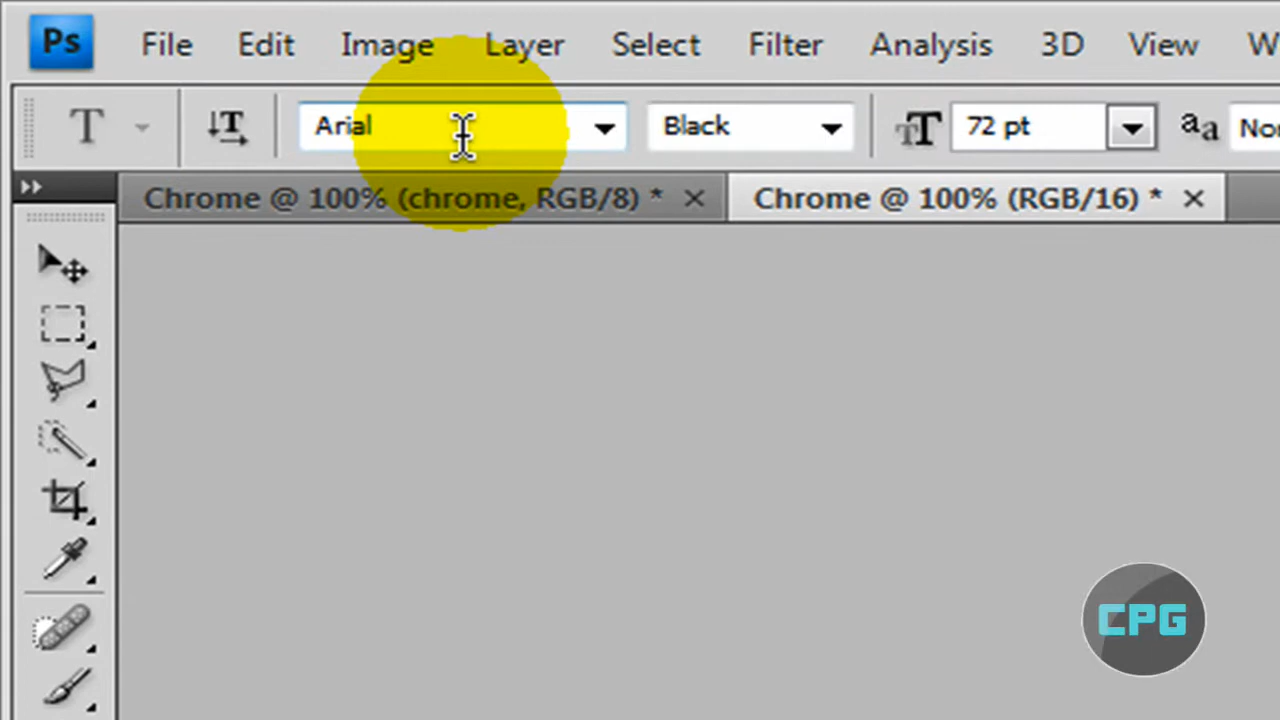 Ps File Edit Image Layer Select Filter Analysis 3D View W
T T Arial Black T T 72 pt a a Nor
Chrome @ 100% (chrome, RGB/8) * Chrome @ 100% (RGB/16) *
CPG